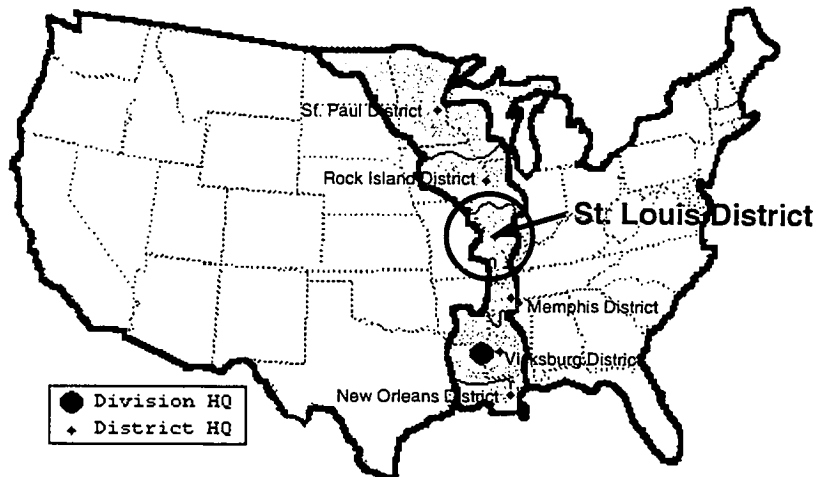 St. Paul District
Rock Island District
St. Louis District
Memphis District
Vicksburg District
New Orleans District
Division HQ
District HQ